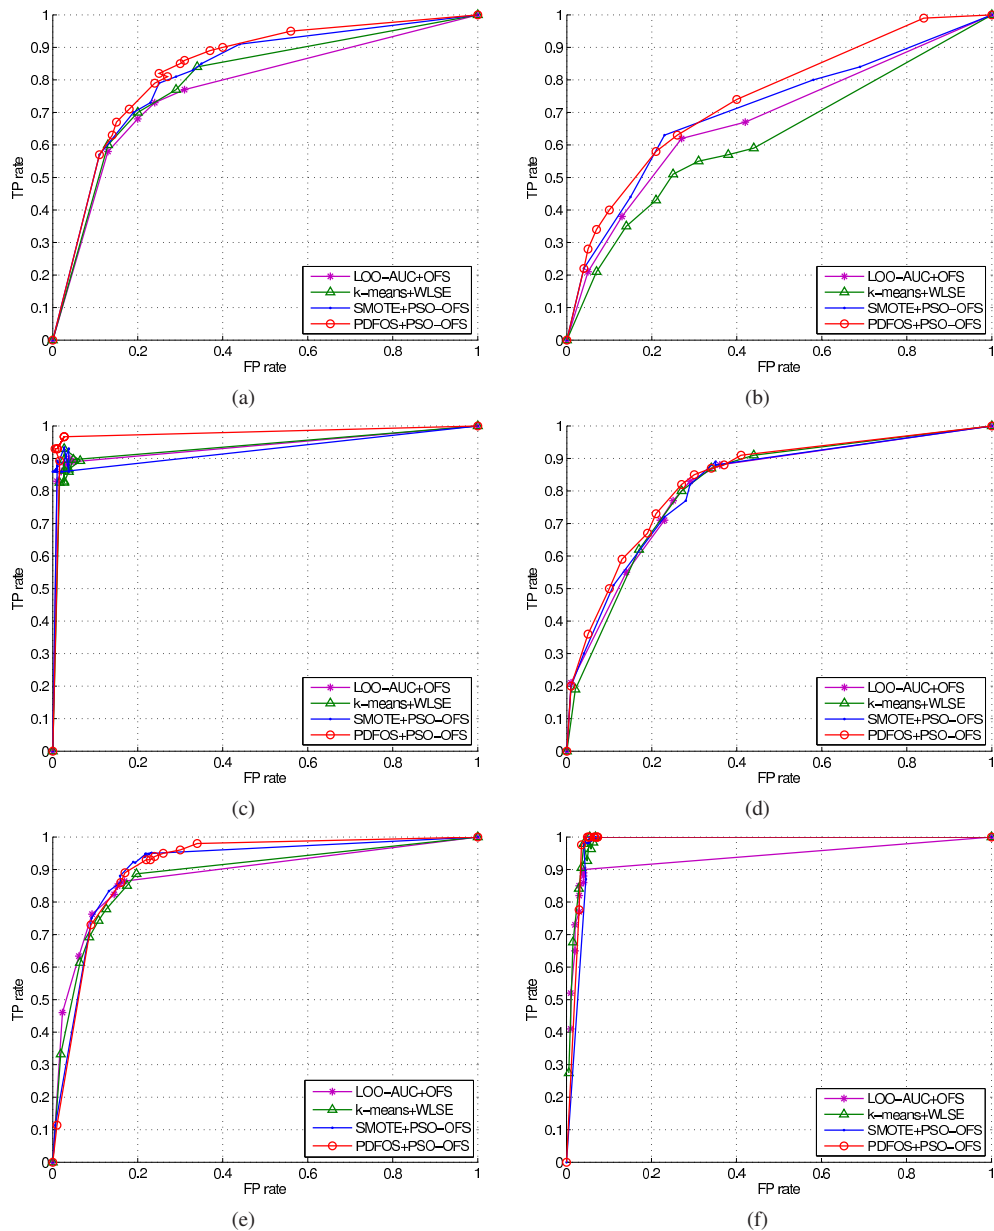 1
0.9
0.8
0.7
0.6
0.5
0.4
0.3
0.2
0.1
0
0 0.2 0.4 0.6 0.8 1
TP rate
FP rate
LOO-AUC+OFS
k-means+WLSE
SMOTE+PSO-OFS
PDFOS+PSO-OFS
(a)
1
0.9
0.8
0.7
0.6
0.5
0.4
0.3
0.2
0.1
0
0 0.2 0.4 0.6 0.8 1
TP rate
FP rate
LOO-AUC+OFS
k-means+WLSE
SMOTE+PSO-OFS
PDFOS+PSO-OFS
(b)
1
0.9
0.8
0.7
0.6
0.5
0.4
0.3
0.2
0.1
0
0 0.2 0.4 0.6 0.8 1
TP rate
FP rate
LOO-AUC+OFS
k-means+WLSE
SMOTE+PSO-OFS
PDFOS+PSO-OFS
(c)
1
0.9
0.8
0.7
0.6
0.5
0.4
0.3
0.2
0.1
0
0 0.2 0.4 0.6 0.8 1
TP rate
FP rate
LOO-AUC+OFS
k-means+WLSE
SMOTE+PSO-OFS
PDFOS+PSO-OFS
(d)
1
0.9
0.8
0.7
0.6
0.5
0.4
0.3
0.2
0.1
0
0 0.2 0.4 0.6 0.8 1
TP rate
FP rate
LOO-AUC+OFS
k-means+WLSE
SMOTE+PSO-OFS
PDFOS+PSO-OFS
(e)
1
0.9
0.8
0.7
0.6
0.5
0.4
0.3
0.2
0.1
0
0 0.2 0.4 0.6 0.8 1
TP rate
FP rate
LOO-AUC+OFS
k-means+WLSE
SMOTE+PSO-OFS
PDFOS+PSO-OFS
(f)